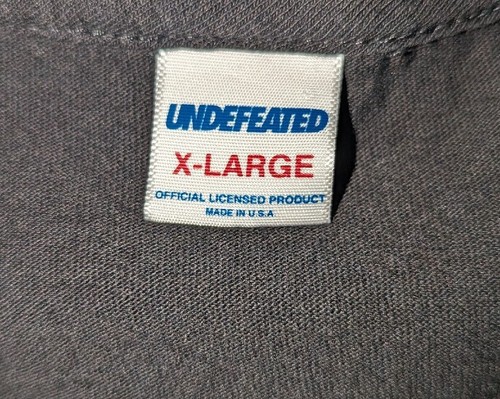 UNDEFEATED
X-LARGE
OFFICIAL LICENSED PRODUCT
MADE IN U.S.A